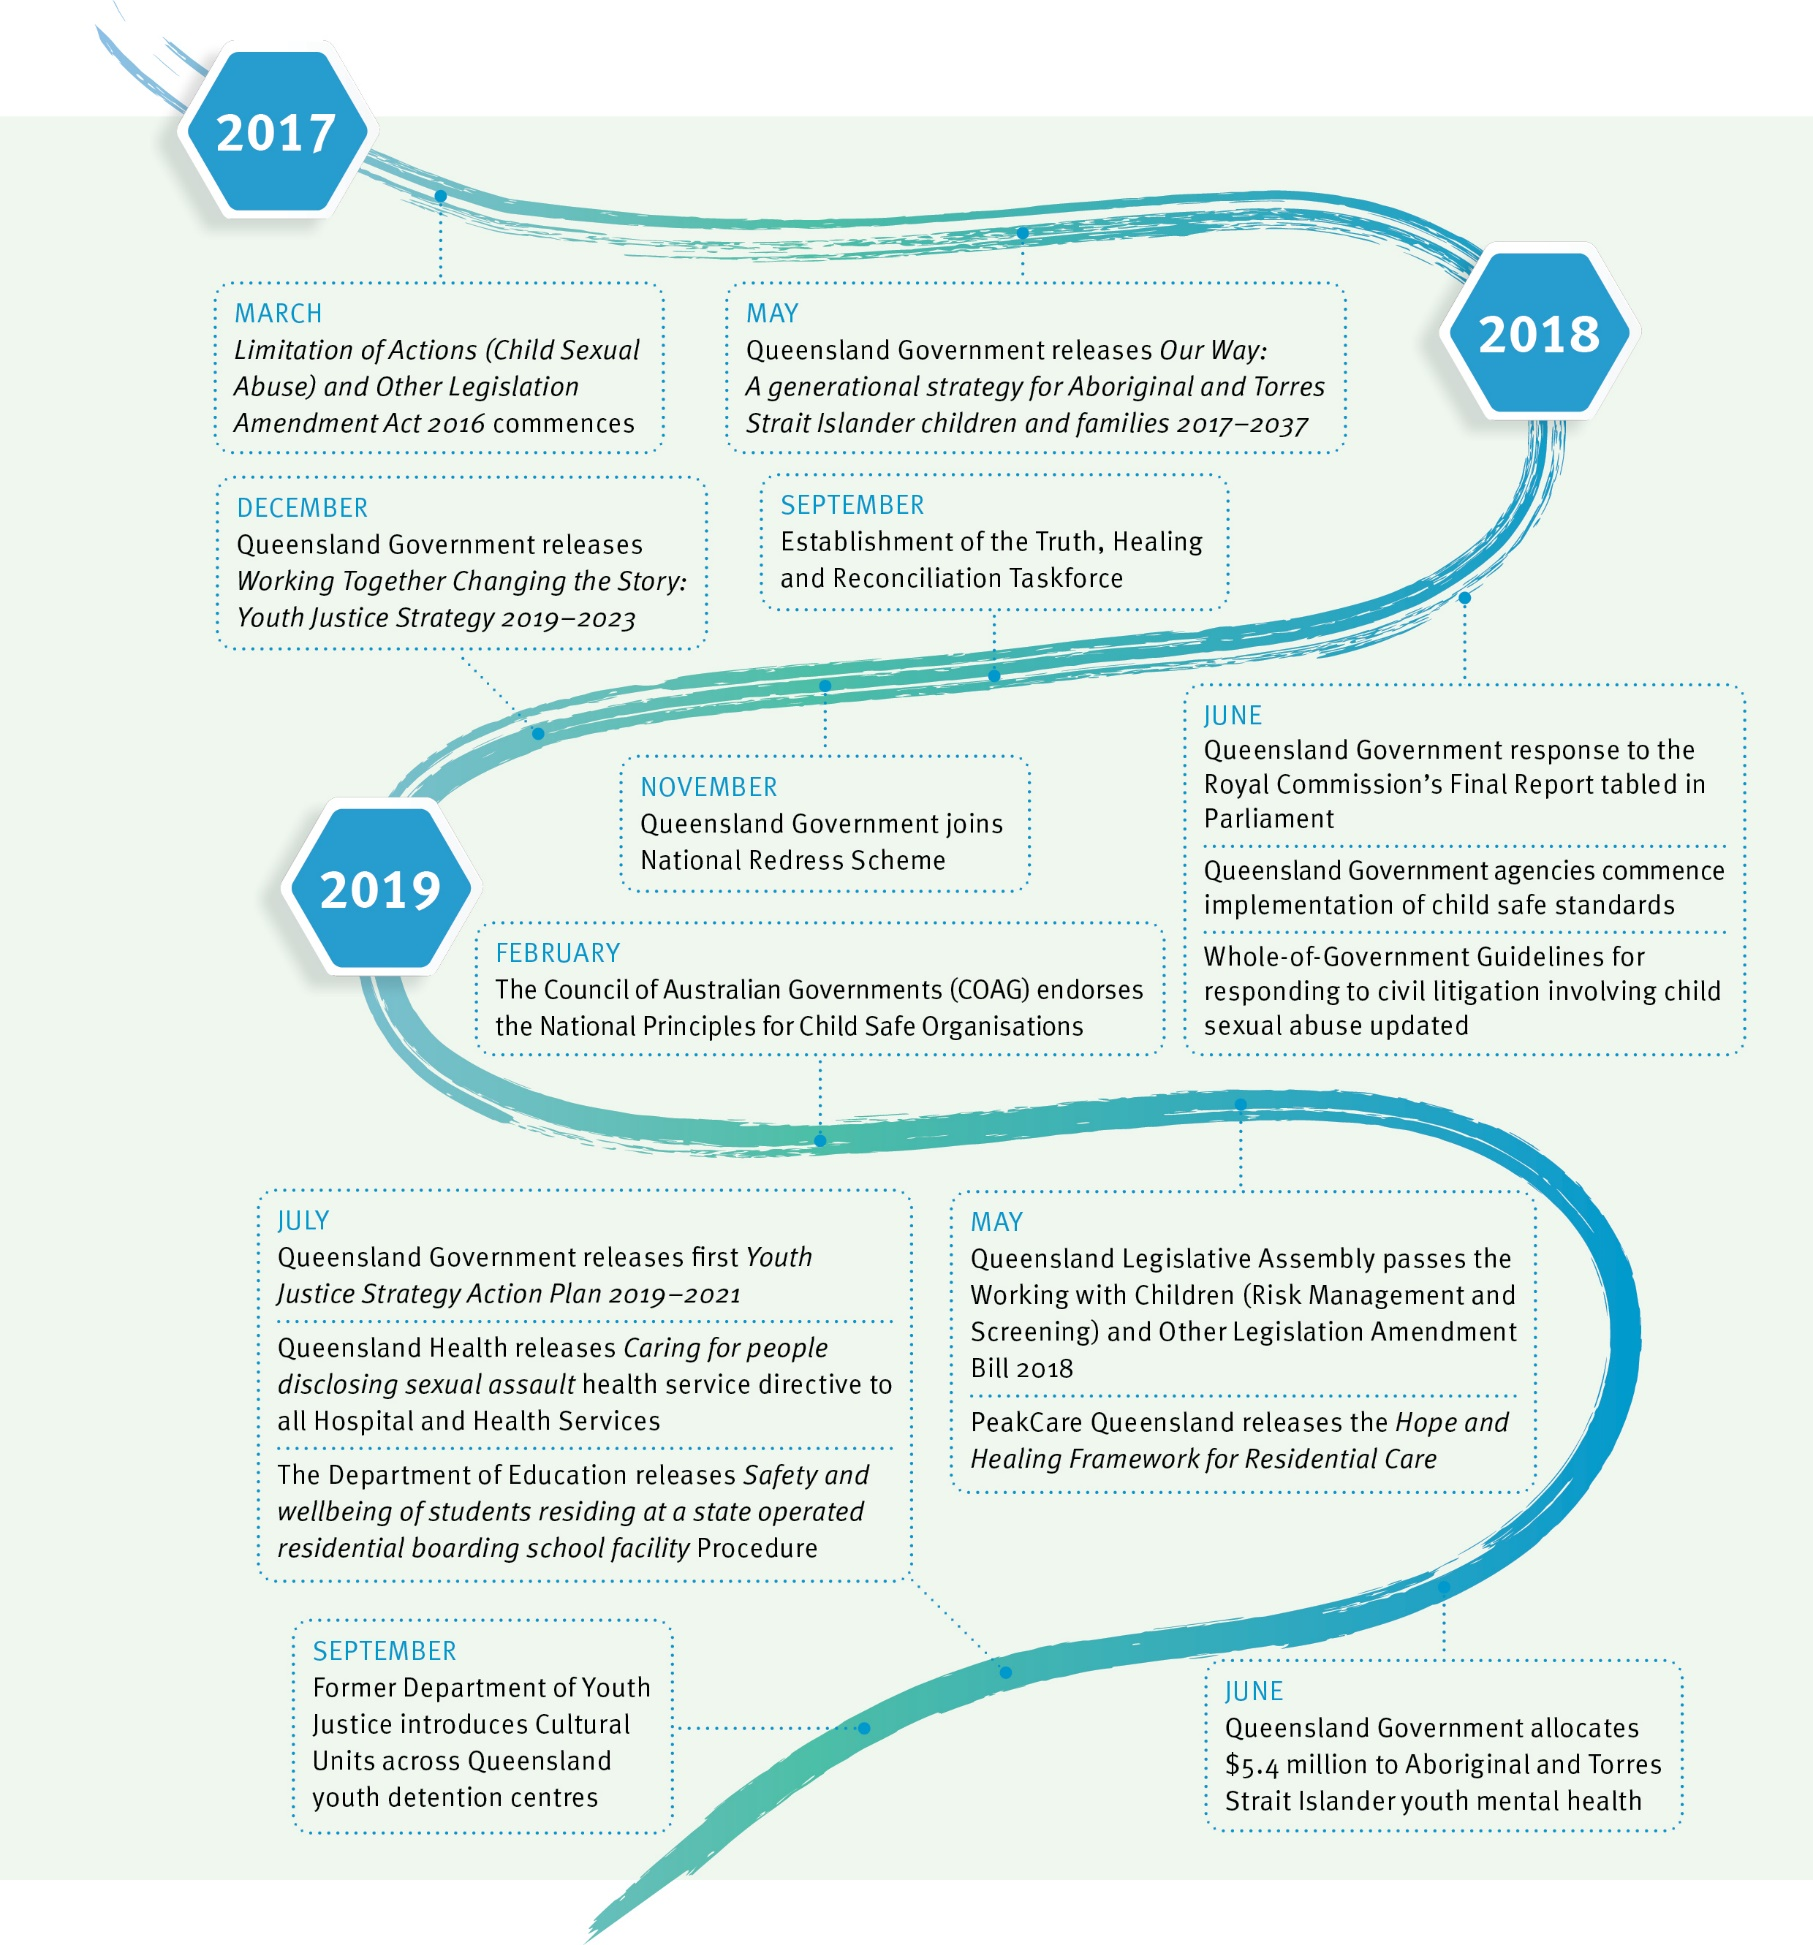 2017
MARCH
Limitation of Actions (Child Sexual
Abuse) and Other Legislation
Amendment Act 2016 commences
MAY
Queensland Government releases Our Way:
A generational strategy for Aboriginal and Torres
Strait Islander children and families 2017–2037
2018
JUNE
Queensland Government response to the
Royal Commission’s Final Report tabled in
Parliament
Queensland Government agencies commence
implementation of child safe standards
Whole-of-Government Guidelines for
responding to civil litigation involving child
sexual abuse updated
SEPTEMBER
Establishment of the Truth, Healing
and Reconciliation Taskforce
NOVEMBER
Queensland Government joins
National Redress Scheme
DECEMBER
Queensland Government releases
Working Together Changing the Story:
Youth Justice Strategy 2019–2023
2019
FEBRUARY
The Council of Australian Governments (COAG) endorses
the National Principles for Child Safe Organisations
MAY
Queensland Legislative Assembly passes the
Working with Children (Risk Management and
Screening) and Other Legislation Amendment
Bill 2018
PeakCare Queensland releases the Hope and
Healing Framework for Residential Care
JUNE
Queensland Government allocates
$5.4 million to Aboriginal and Torres
Strait Islander youth mental health
JULY
Queensland Government releases first Youth
Justice Strategy Action Plan 2019–2021
Queensland Health releases Caring for people
disclosing sexual assault health service directive to
all Hospital and Health Services
The Department of Education releases Safety and
wellbeing of students residing at a state operated
residential boarding school facility Procedure
SEPTEMBER
Former Department of Youth
Justice introduces Cultural
Units across Queensland
youth detention centres